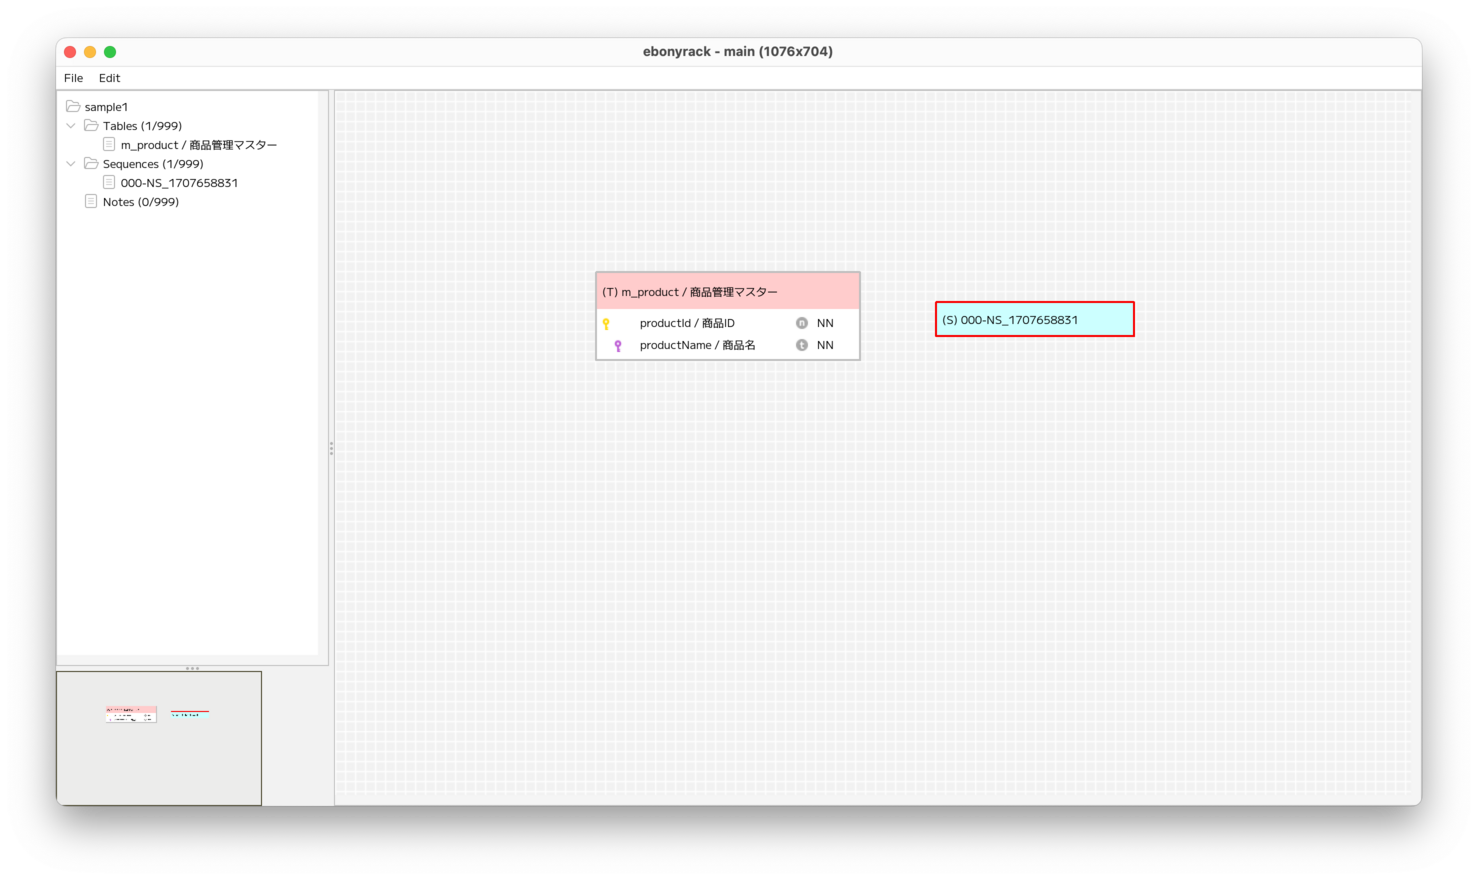 ebonyrack - main (1076x704)
File Edit
sample1
Tables (1/999)
m_product / 商品管理マスター
Sequences (1/999)
000-NS_1707658831
Notes (0/999)
(T) m_product / 商品管理マスター
productId / 商品ID n NN
productName / 商品名 t NN
(S) 000-NS_1707658831